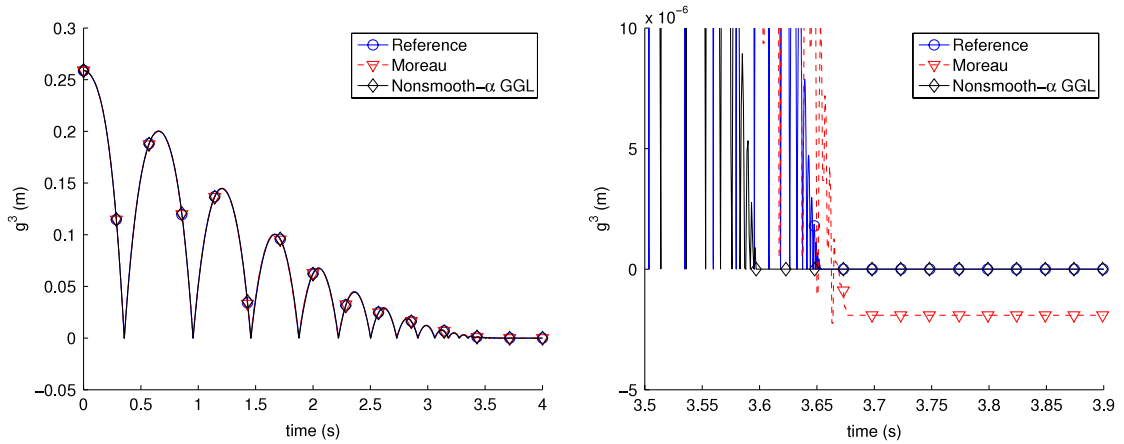 0.3
0.25
0.2
0.15
0.1
0.05
0
−0.05
g³ (m)
0 0.5 1 1.5 2 2.5 3 3.5 4
time (s)
Reference
Moreau
Nonsmooth−α GGL
x 10⁻⁶
10
5
0
−5
g³ (m)
3.5 3.55 3.6 3.65 3.7 3.75 3.8 3.85 3.9
time (s)
Reference
Moreau
Nonsmooth−α GGL